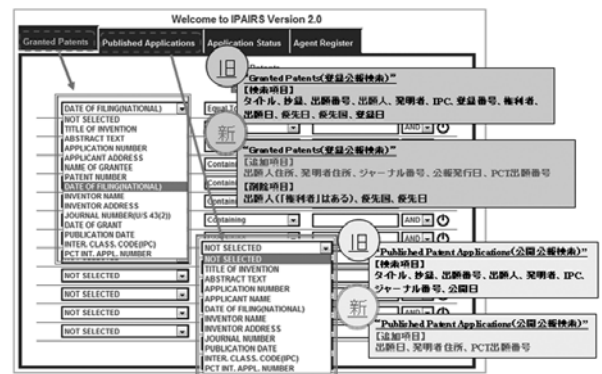 Welcome to IPAIRS Version 2.0
Granted Patents
Published Applications
Application Status
Agent Register
旧
"Granted Patents(登録公報検索)"
【検索項目】
タイトル、抄録、出願番号、出願人、発明者、IPC、登録番号、権利者、
出願日、優先日、優先国、登録日
新
"Granted Patents(登録公報検索)"
【追加項目】
出願人住所、発明者住所、ジャーナル番号、公報発行日、PCT出願番号
【削除項目】
出願人(「権利者」はある)、優先国、優先日
DATE OF FILING(NATIONAL)
Equal To
NOT SELECTED
TITLE OF INVENTION
ABSTRACT TEXT
APPLICATION NUMBER
APPLICANT ADDRESS
NAME OF GRANTEE
PATENT NUMBER
DATE OF FILING(NATIONAL)
INVENTOR NAME
INVENTOR ADDRESS
JOURNAL NUMBER(U/S 43(2))
DATE OF GRANT
PUBLICATION DATE
INTER. CLASS. CODE(IPC)
PCT INT. APPL. NUMBER
AND
Containing
AND
NOT SELECTED
NOT SELECTED
NOT SELECTED
NOT SELECTED
NOT SELECTED
NOT SELECTED
TITLE OF INVENTION
ABSTRACT TEXT
APPLICATION NUMBER
APPLICANT NAME
DATE OF FILING(NATIONAL)
INVENTOR NAME
INVENTOR ADDRESS
JOURNAL NUMBER
PUBLICATION DATE
INTER. CLASS. CODE(IPC)
PCT INT. APPL. NUMBER
旧
"Published Patent Applications(公開公報検索)"
【検索項目】
タイトル、抄録、出願番号、出願人、発明者、IPC、
ジャーナル番号、公開日
新
"Published Patent Applications(公開公報検索)"
【追加項目】
出願日、発明者住所、PCT出願番号